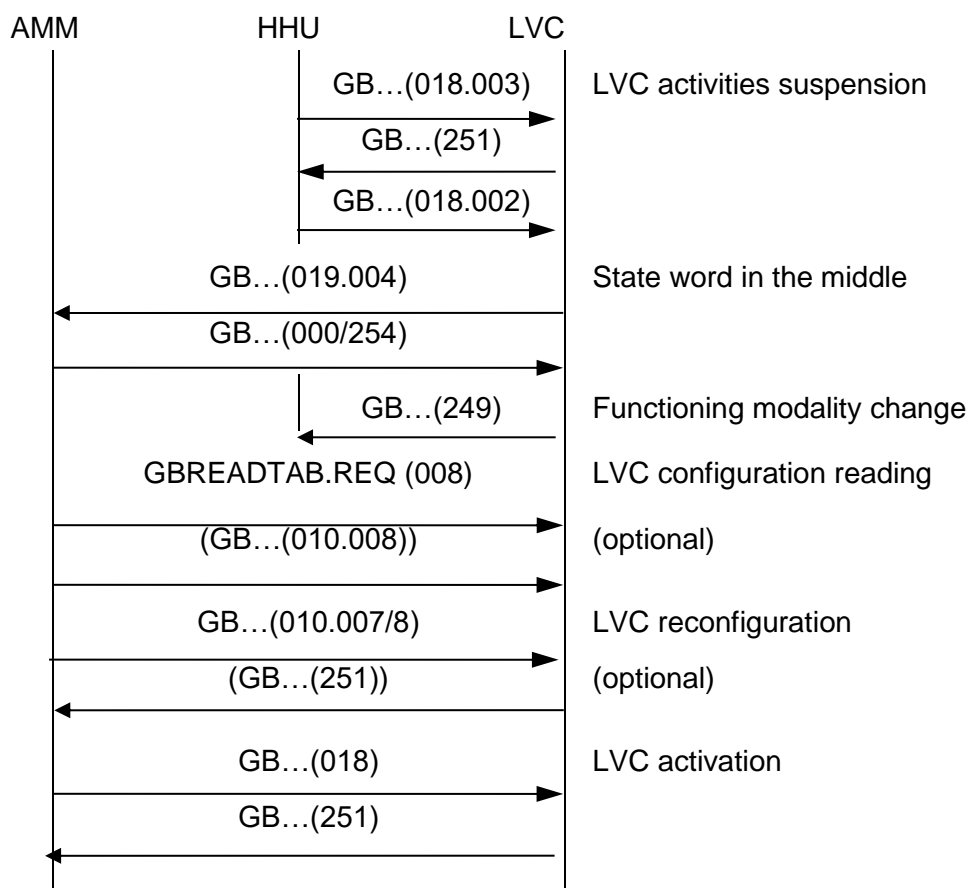 AMM HHU LVC
GB…(018.003) LVC activities suspension
GB…(251)
GB…(018.002)
GB…(019.004) State word in the middle
GB…(000/254)
GB…(249) Functioning modality change
GBREADTAB.REQ (008) LVC configuration reading
(GB…(010.008)) (optional)
GB…(010.007/8) LVC reconfiguration
(GB…(251)) (optional)
GB…(018) LVC activation
GB…(251)